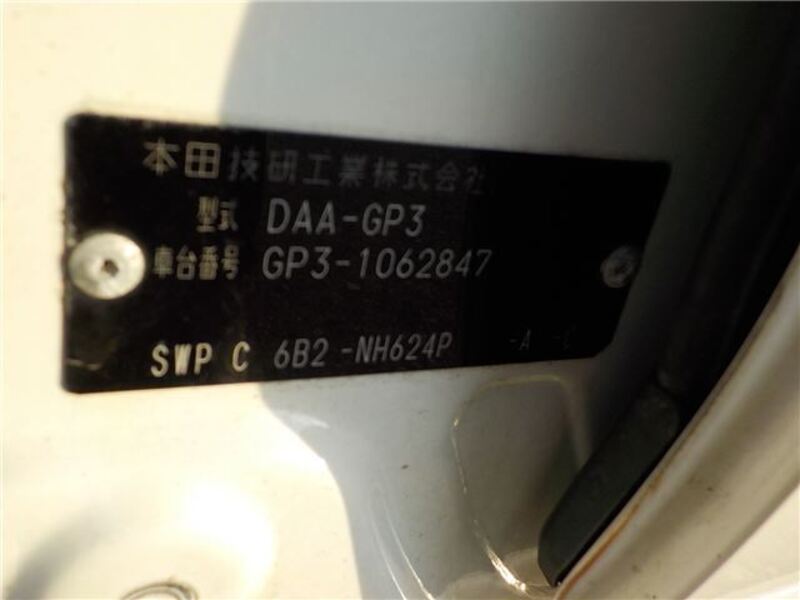 本田技研工業株式会社
型式 DAA-GP3
車台番号 GP3-1062847
SWP C 6B2 -NH624P -A -C